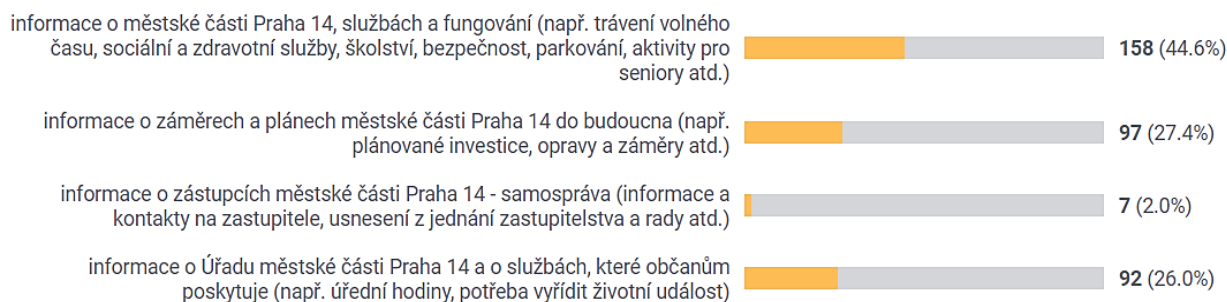 informace o městské části Praha 14, službách a fungování (např. trávení volného
času, sociální a zdravotní služby, školství, bezpečnost, parkování, aktivity pro
seniory atd.)
158 (44.6%)
informace o záměrech a plánech městské části Praha 14 do budoucna (např.
plánované investice, opravy a záměry atd.)
97 (27.4%)
informace o zástupcích městské části Praha 14 - samospráva (informace a
kontakty na zastupitele, usnesení z jednání zastupitelstva a rady atd.)
7 (2.0%)
informace o Úřadu městské části Praha 14 a o službách, které občanům
poskytuje (např. úřední hodiny, potřeba vyřídit životní událost)
92 (26.0%)